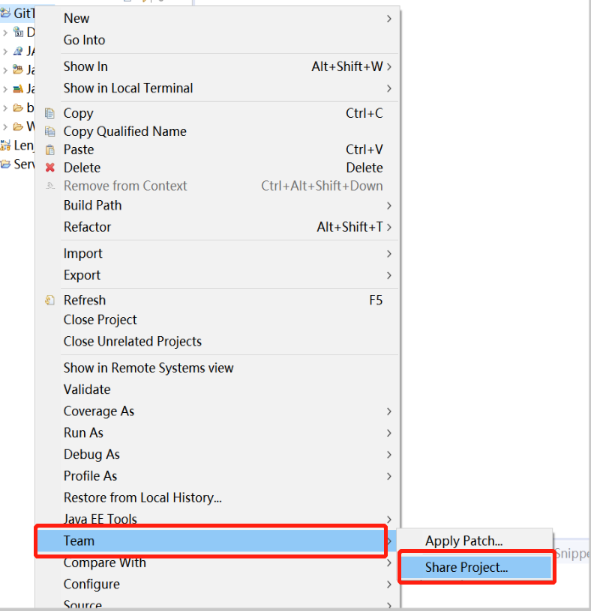 GitT
New
Go Into
Show In Alt+Shift+W
Show in Local Terminal
Copy Ctrl+C
Copy Qualified Name
Paste Ctrl+V
Delete Delete
Remove from Context Ctrl+Alt+Shift+Down
Build Path
Refactor Alt+Shift+T
Import
Export
Refresh F5
Close Project
Close Unrelated Projects
Show in Remote Systems view
Validate
Coverage As
Run As
Debug As
Profile As
Restore from Local History...
Java EE Tools
Team
Apply Patch...
Snippe
Compare With
Share Project...
Configure
Source
D
JA
Ja
Ja
b
W
Len
Serv